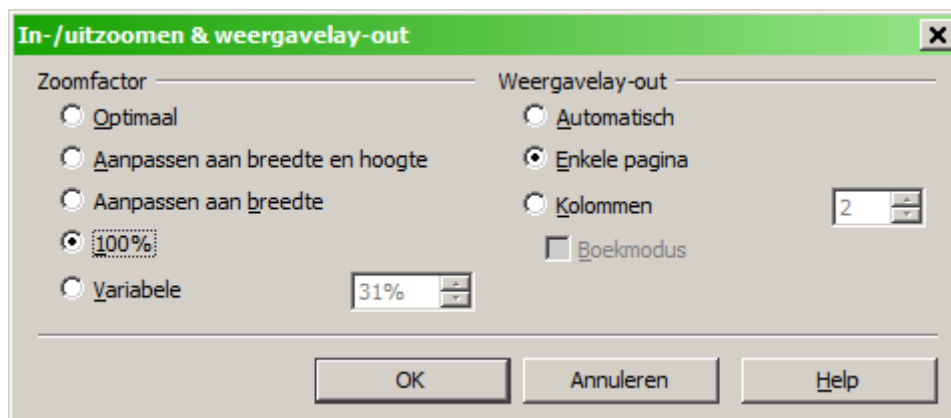 In-/uitzoomen & weergavelay-out
Zoomfactor
Optimaal
Aanpassen aan breedte en hoogte
Aanpassen aan breedte
100%
Variabele 31%
Weergavelay-out
Automatisch
Enkele pagina
Kolommen 2
Boekmodus
OK Annuleren Help